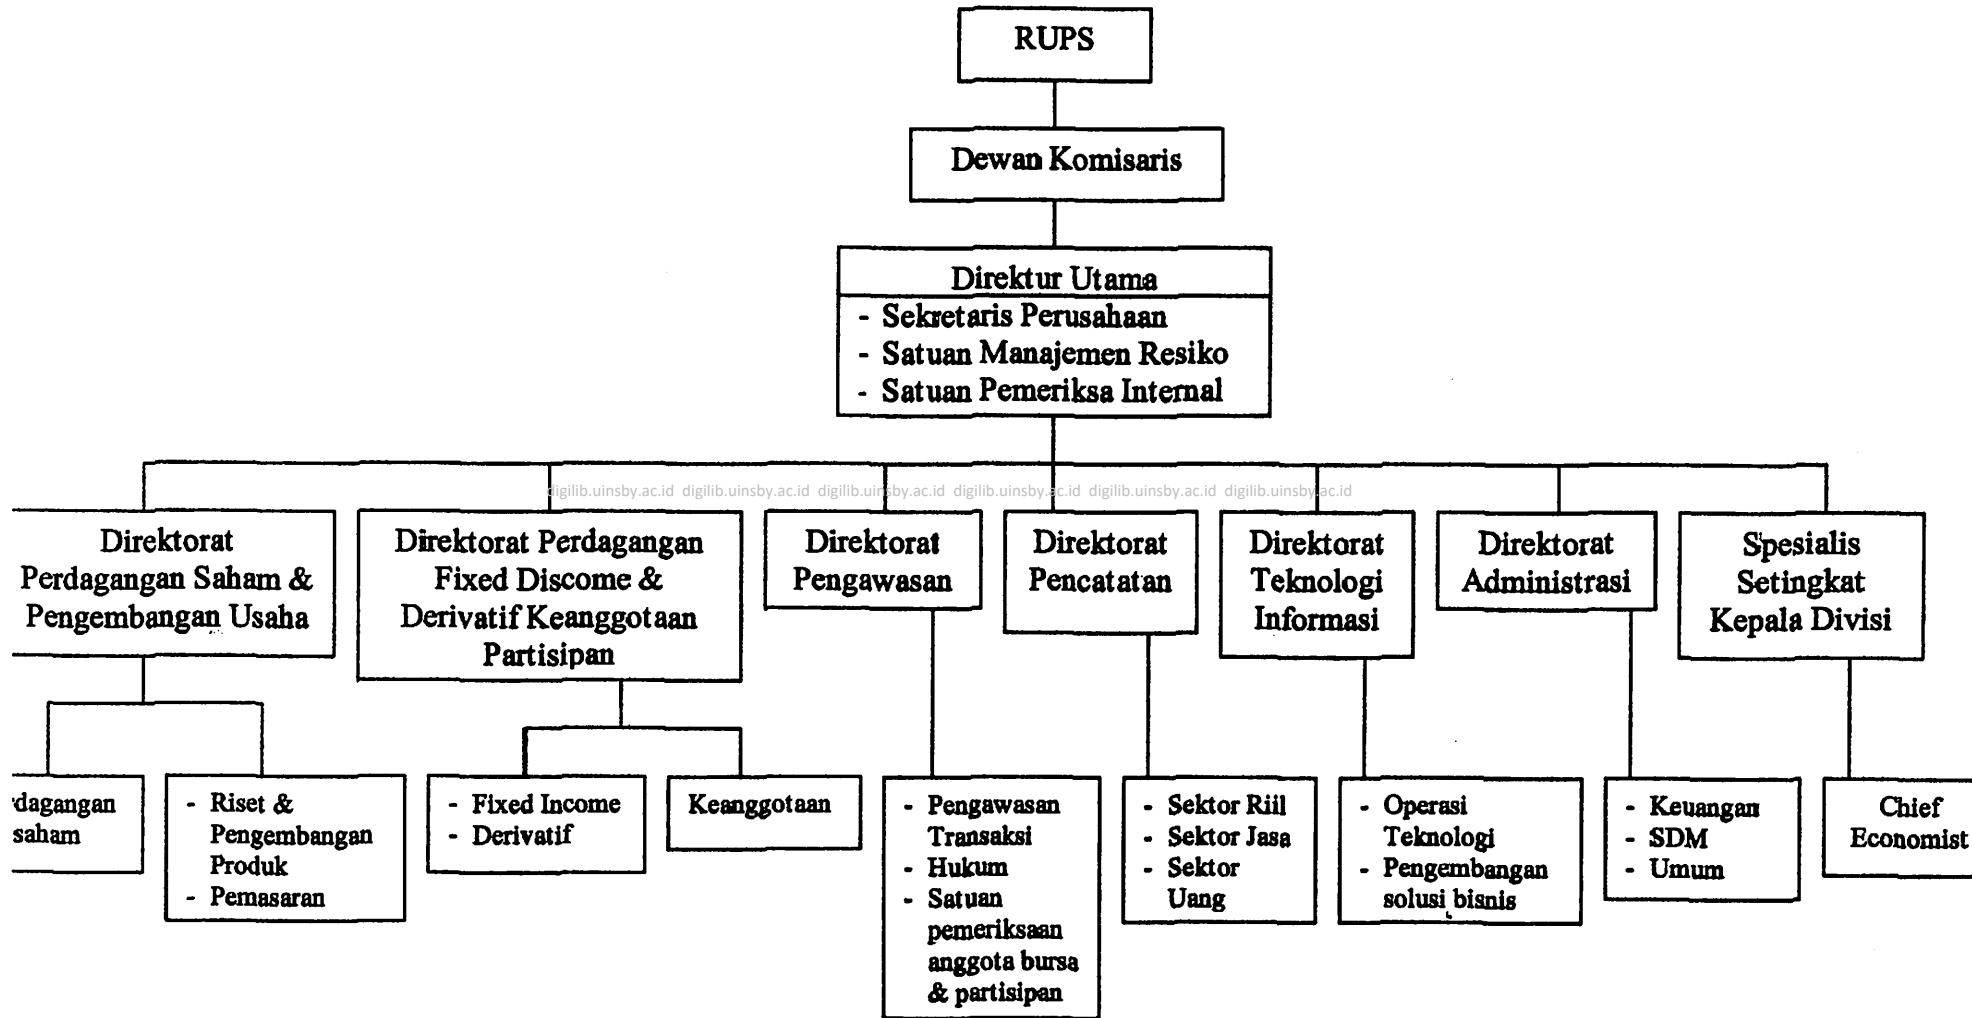 RUPS
Dewan Komisaris
Direktur Utama
- Sekretaris Perusahaan
- Satuan Manajemen Resiko
- Satuan Pemeriksa Internal
digilib.uinsby.ac.id digilib.uinsby.ac.id digilib.uinsby.ac.id digilib.uinsby.ac.id digilib.uinsby.ac.id digilib.uinsby.ac.id
Direktorat
Perdagangan Saham &
Pengembangan Usaha
Direktorat Perdagangan
Fixed Discome &
Derivatif Keanggotaan
Partisipan
Direktorat
Pengawasan
Direktorat
Pencatatan
Direktorat
Teknologi
Informasi
Direktorat
Administrasi
Spesialis
Setingkat
Kepala Divisi
dagangan
saham
- Riset &
Pengembangan
Produk
- Pemasaran
- Fixed Income
- Derivatif
Keanggotaan
- Pengawasan
Transaksi
- Hukum
- Satuan
pemeriksaan
anggota bursa
& partisipan
- Sektor Riil
- Sektor Jasa
- Sektor
Uang
- Operasi
Teknologi
- Pengembangan
solusi bisnis
- Keuangan
- SDM
- Umum
Chief
Economist